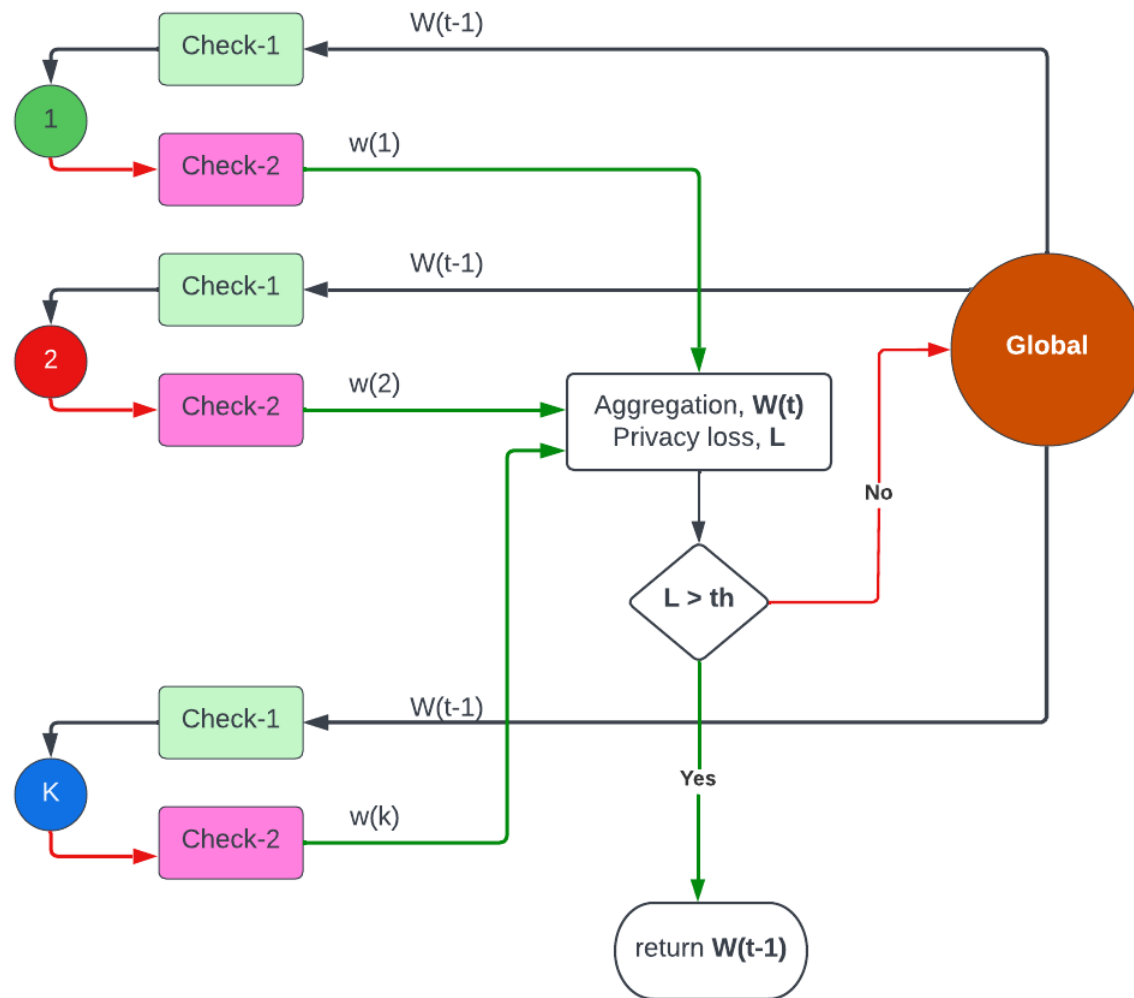 W(t-1)
Check-1
1
w(1)
Check-2
W(t-1)
Check-1
Global
2
w(2)
Check-2
Aggregation, W(t)
Privacy loss, L
No
L > th
W(t-1)
Check-1
Yes
K
w(k)
Check-2
return W(t-1)